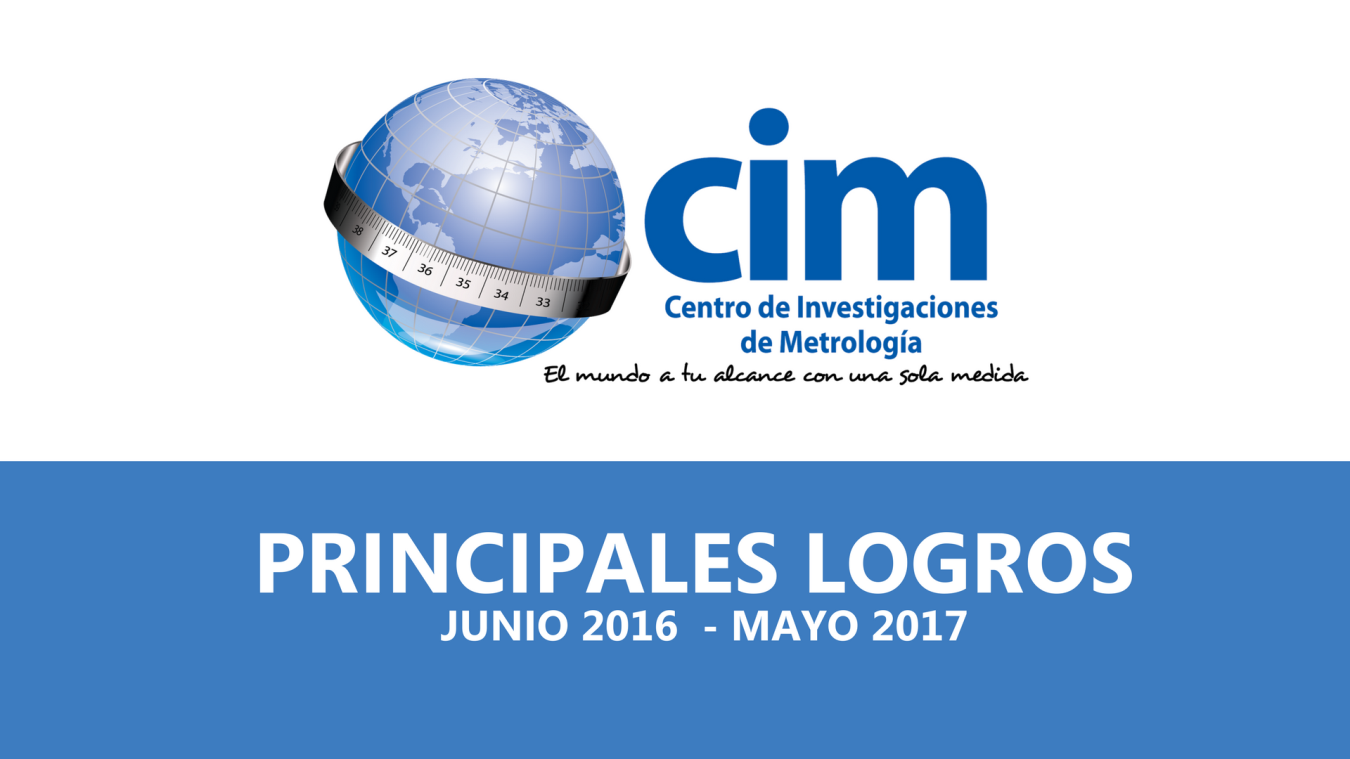 cim
38 37 36 35 34 33
Centro de Investigaciones
de Metrología
El mundo a tu alcance con una sola medida
PRINCIPALES LOGROS
JUNIO 2016 - MAYO 2017